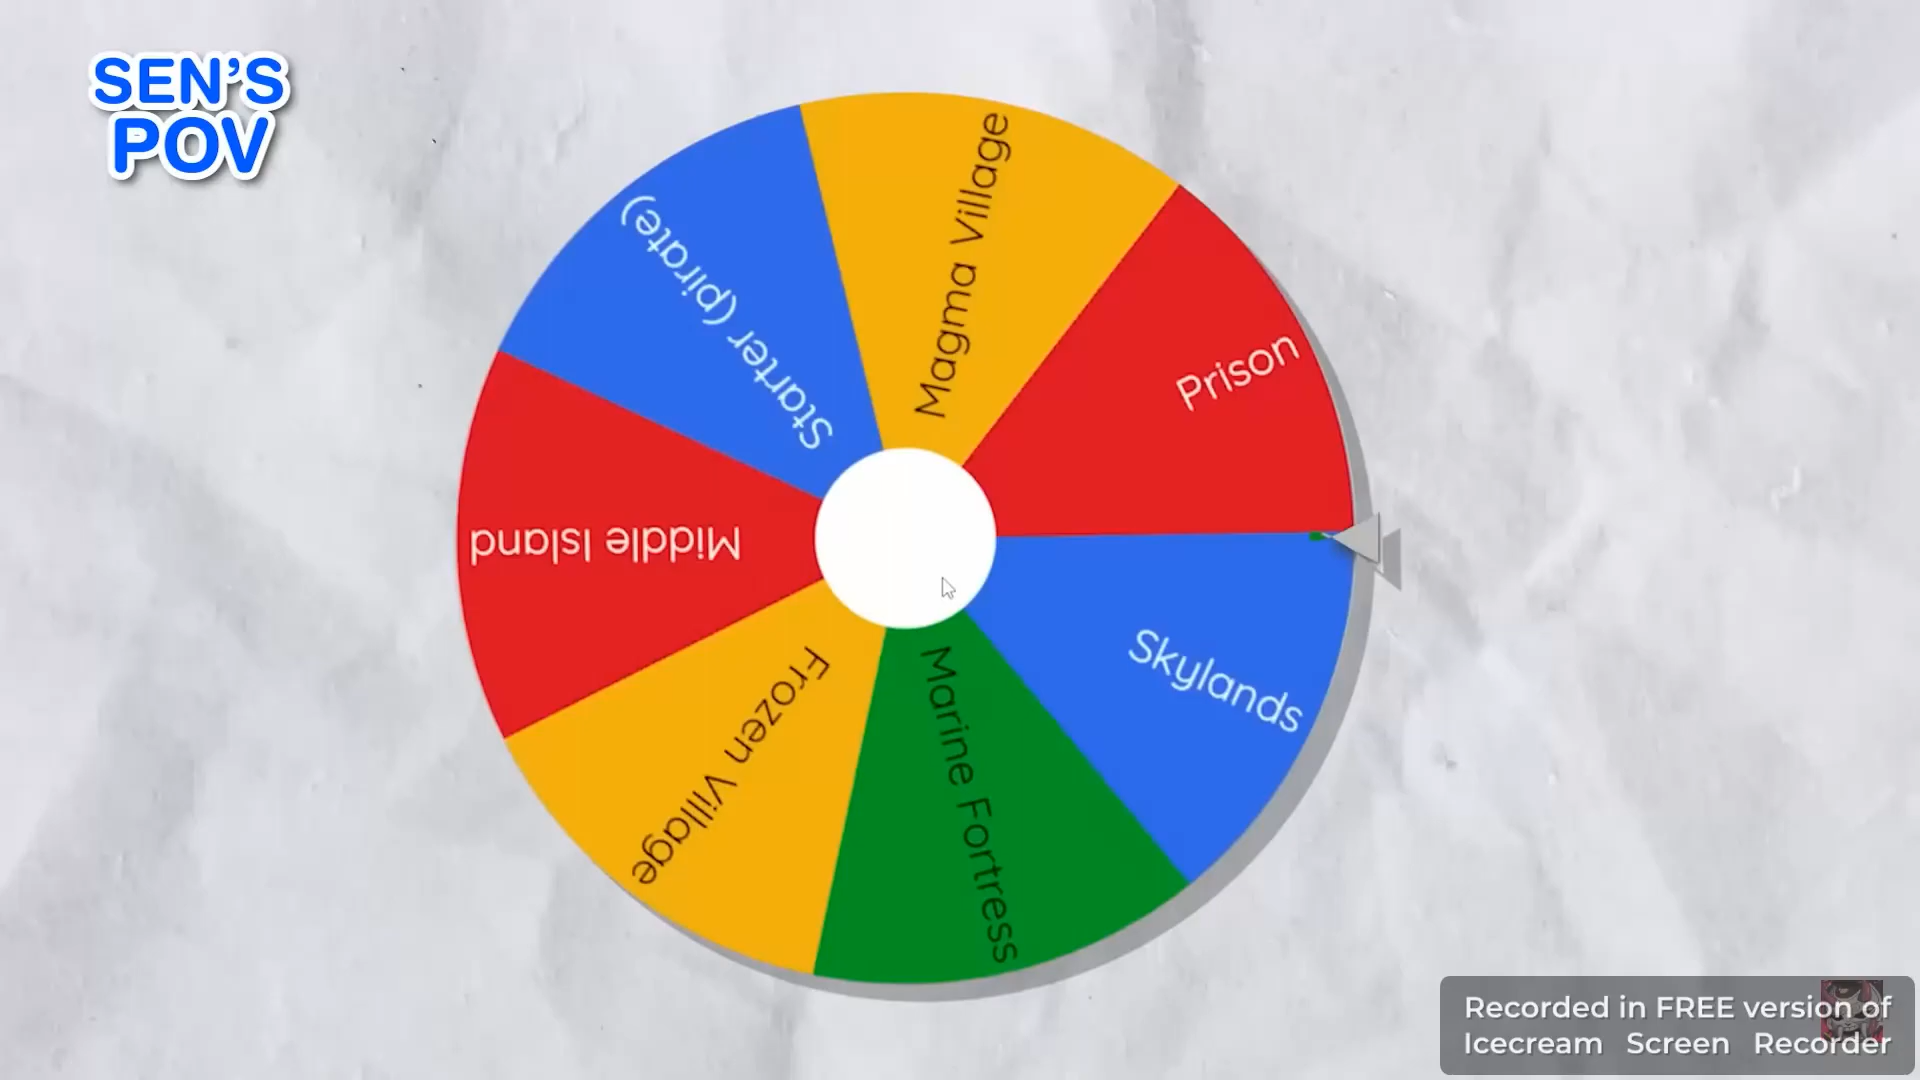 SEN'S
POV
Magma Village
Prison
Skylands
Marine Fortress
Frozen Village
Middle Island
Starter (pirate)
Recorded in FREE version of
Icecream Screen Recorder